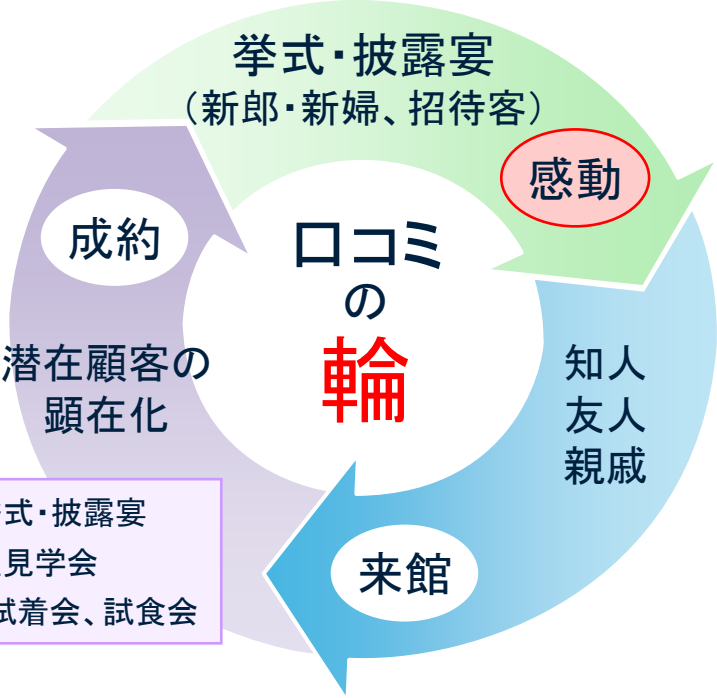 挙式・披露宴
（新郎・新婦、招待客）
感動
成約
口コミ
の
輪
潜在顧客の
顕在化
知人
友人
親戚
式・披露宴
見学会
試着会、試食会
来館